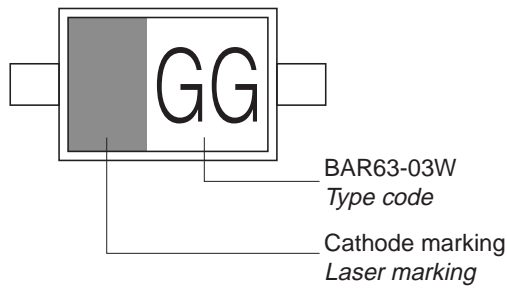 GG
BAR63-03W
Type code
Cathode marking
Laser marking